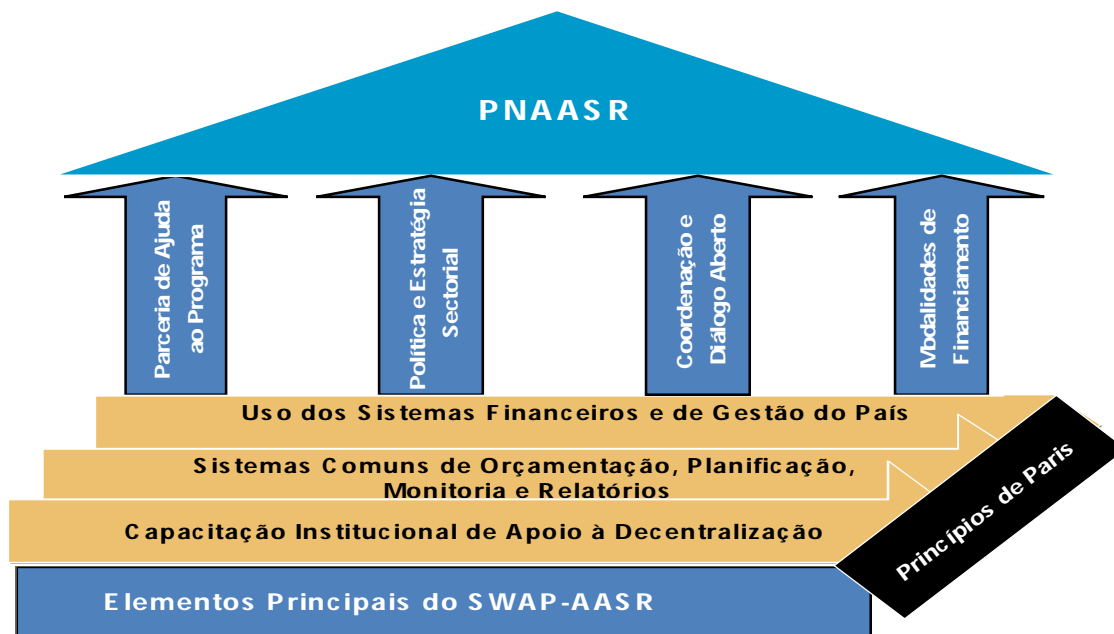 PNAASR
Parceria de Ajuda
ao Programa
Política e Estratégia
Sectorial
Coordenação e
Diálogo Aberto
Modalidades de
Financiamento
Uso dos Sistemas Financeiros e de Gestão do País
Sistemas Comuns de Orçamentação, Planificação,
Monitoria e Relatórios
Capacitação Institucional de Apoio à Decentralização
Princípios de Paris
Elementos Principais do SWAP-AASR